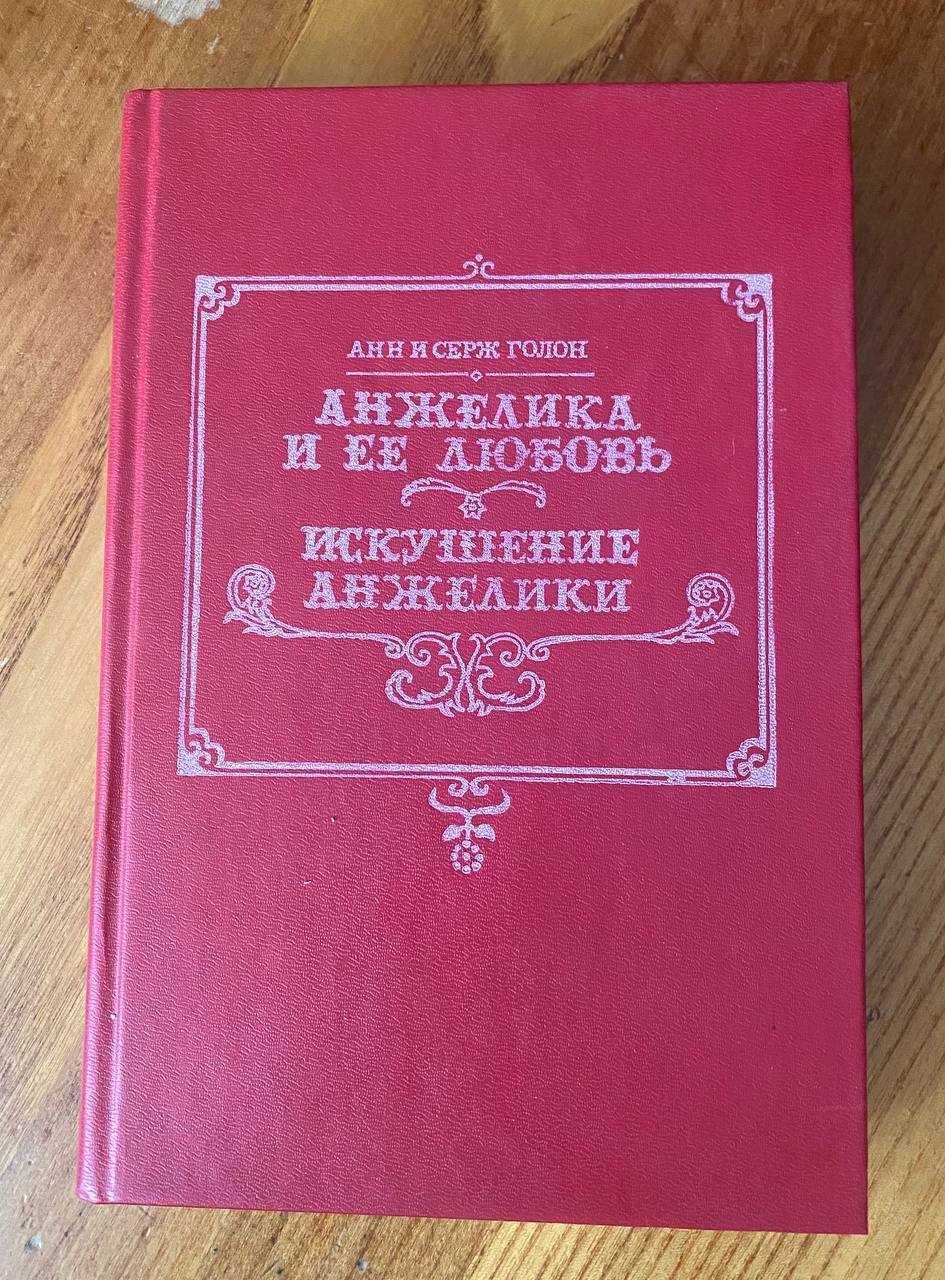 АНН И СЕРЖ ГОЛОН
АНЖЕЛИКА
И ЕЕ ЛЮБОВЬ
ИСКУШЕНИЕ
АНЖЕЛИКИ